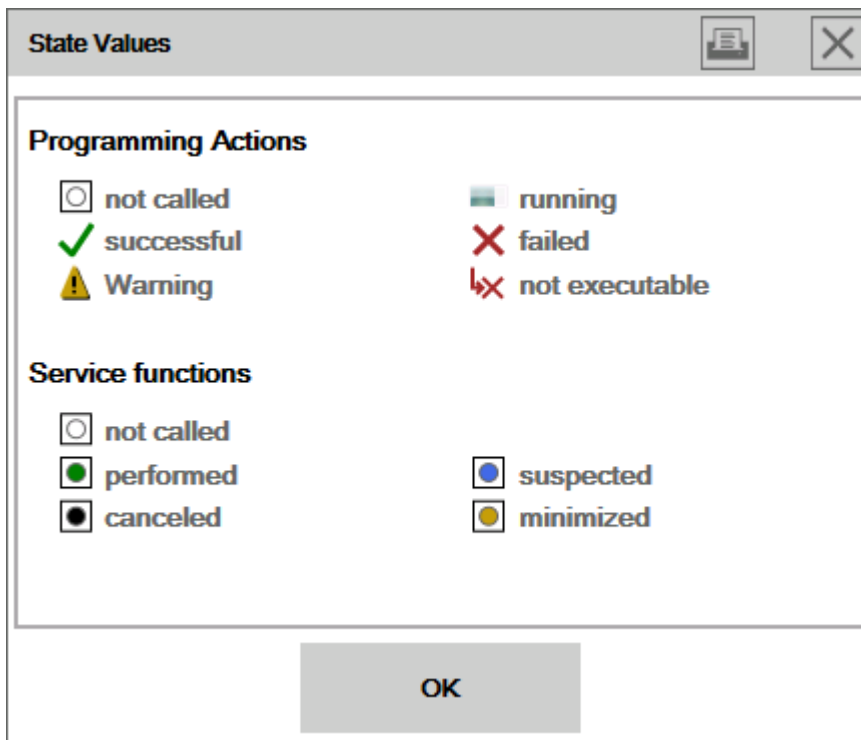 State Values
Programming Actions
not called running
successful failed
Warning not executable
Service functions
not called
performed suspected
canceled minimized
OK